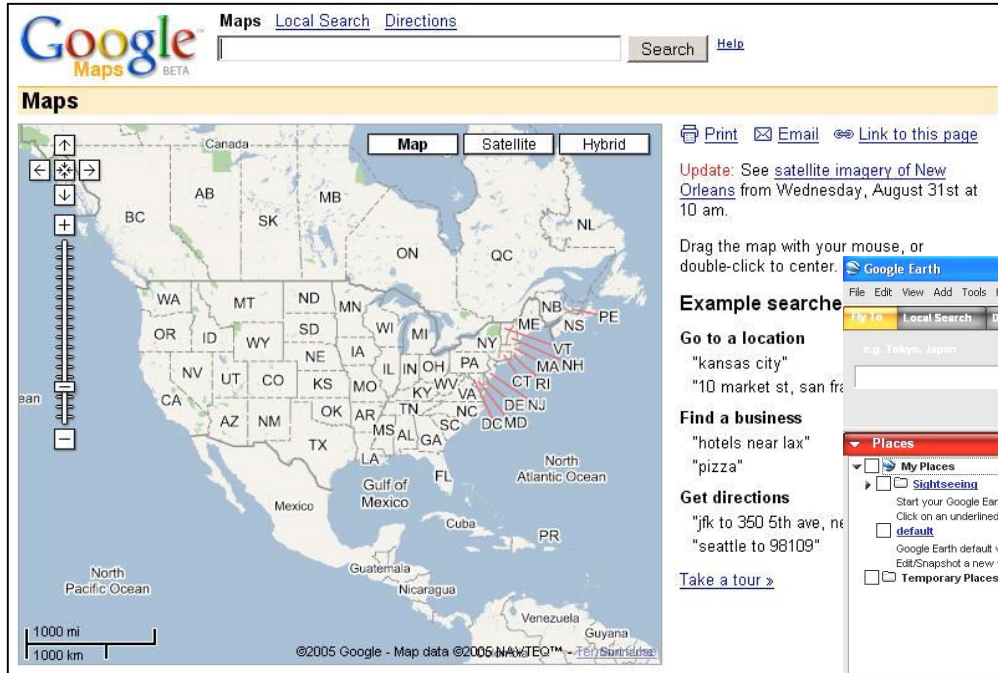 Maps Local Search Directions
Google Maps BETA
Search Help
Maps
Print Email Link to this page
Update: See satellite imagery of New
Orleans from Wednesday, August 31st at
10 am.
Drag the map with your mouse, or
double-click to center.
Example searche
Go to a location
"kansas city"
"10 market st, san fra
Find a business
"hotels near lax"
"pizza"
Get directions
"jfk to 350 5th ave, ne
"seattle to 98109"
Take a tour »
Map Satellite Hybrid
Canada
AB
MB
BC
SK
NL
ON
QC
NB
PE
WA MT ND MN ME NS
OR ID WY SD WI MI NY VT
MA NH
NV UT CO NE IA IL IN OH PA CT RI
CA KS MO KY WV VA DE NJ
AZ NM OK AR TN NC DC MD
TX MS AL GA SC
LA FL
ean
Gulf of
Mexico
North
Atlantic Ocean
Mexico
Cuba
PR
Guatemala
Nicaragua
North
Pacific Ocean
Venezuela
Guyana
1000 mi
1000 km
©2005 Google - Map data ©2005 NAVTEQ™ -
Google Earth
File Edit View Add Tools H
Fly To Local Search D
e.g. Tokyo, Japan
Places
My Places
Sightseeing
Start your Google Ear
Click on an underlined
default
Google Earth default v
Edit/Snapshot a new
Temporary Places